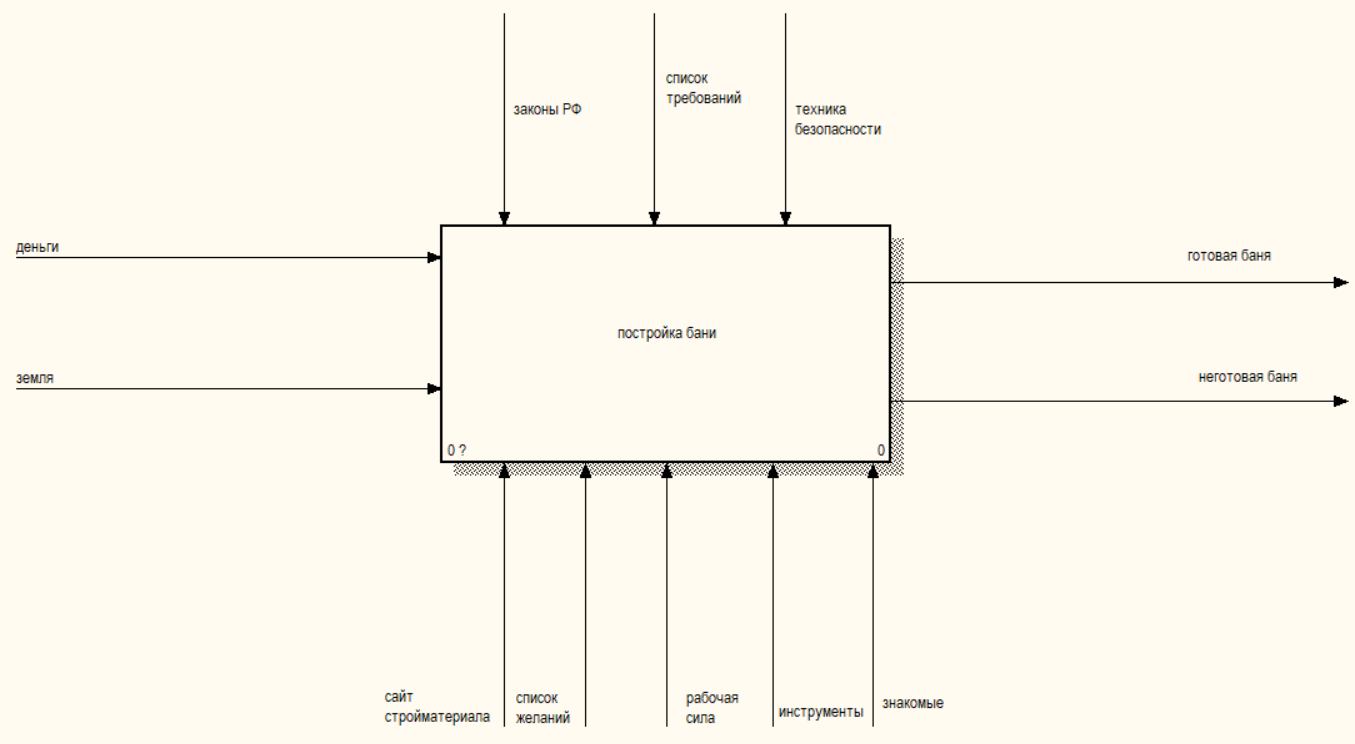 список
требований
законы РФ
техника
безопасности
деньги
готовая баня
постройка бани
земля
неготовая баня
0 ?
0
сайт
стройматериала
список
желаний
рабочая
сила
инструменты
знакомые